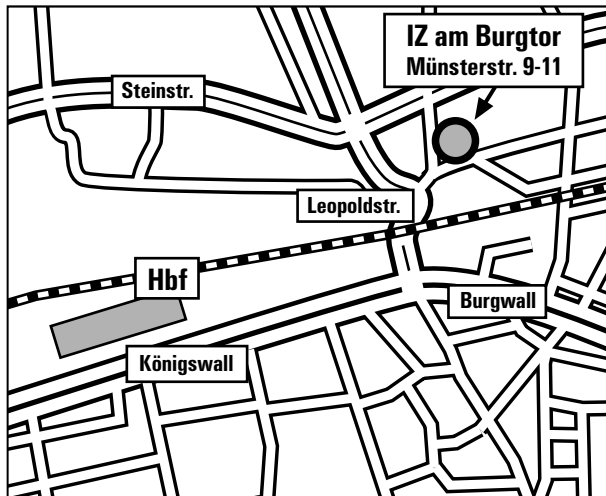 IZ am Burgtor
Münsterstr. 9-11
Steinstr.
Leopoldstr.
Hbf
Burgwall
Königswall